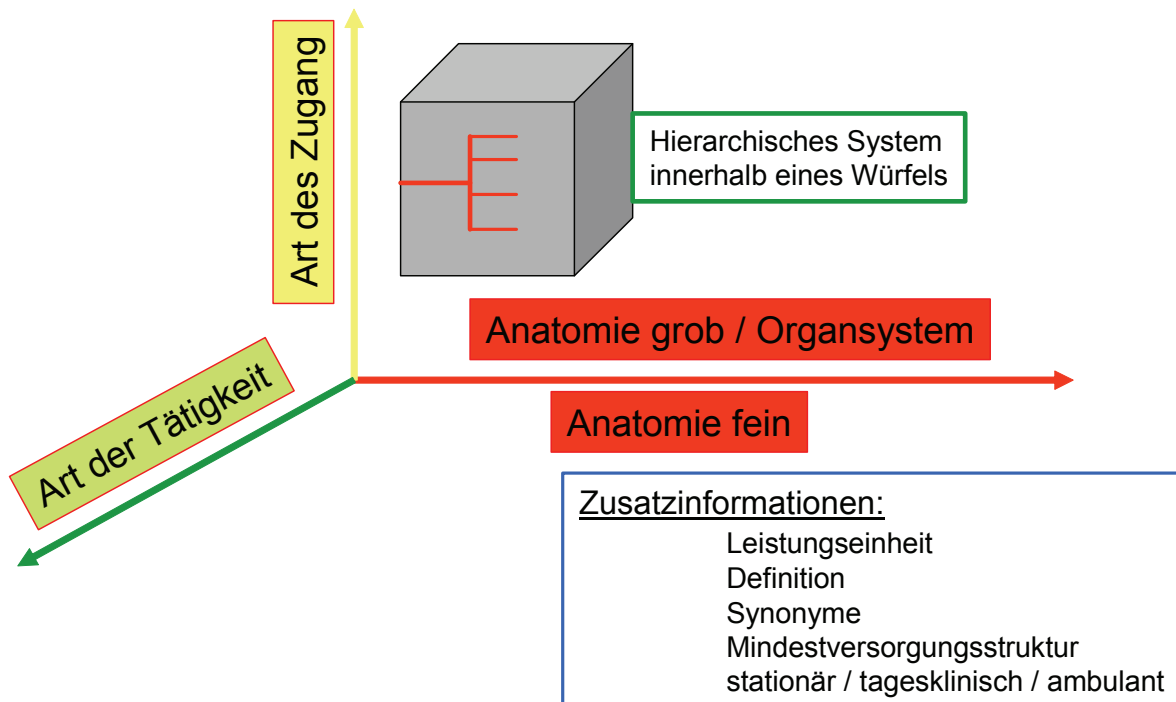 Art des Zugang
Hierarchisches System
innerhalb eines Würfels
Anatomie grob / Organsystem
Art der Tätigkeit
Anatomie fein
Zusatzinformationen:
Leistungseinheit
Definition
Synonyme
Mindestversorgungsstruktur
stationär / tagesklinisch / ambulant